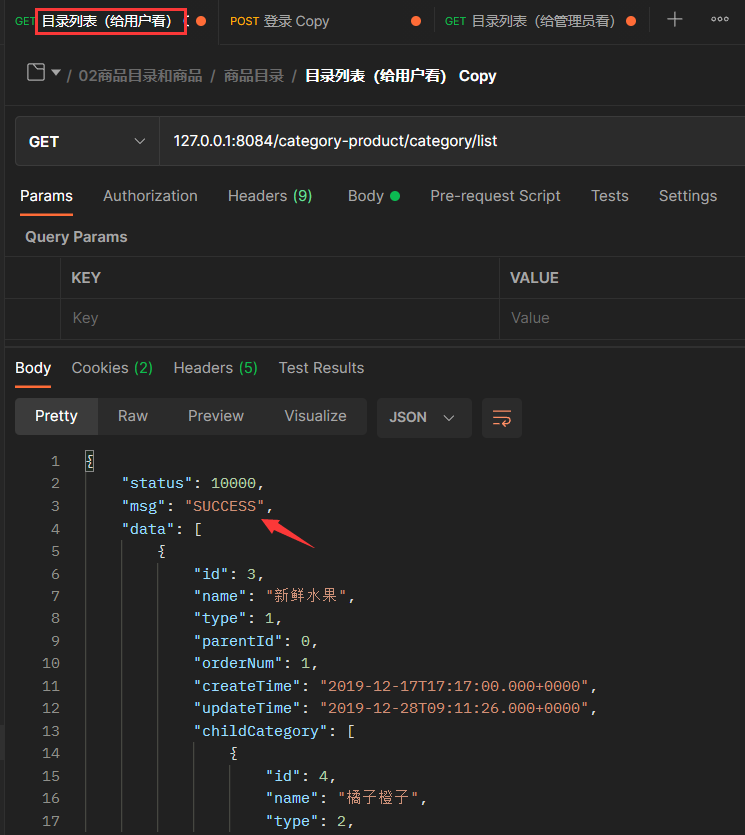 GET 目录列表（给用户看） POST 登录 Copy GET 目录列表（给管理员看） + ooo
/ 02商品目录和商品 / 商品目录 / 目录列表（给用户看） Copy
GET 127.0.0.1:8084/category-product/category/list
Params Authorization Headers (9) Body Pre-request Script Tests Settings
Query Params
KEY VALUE
Key Value
Body Cookies (2) Headers (5) Test Results
Pretty Raw Preview Visualize JSON
1 {
2 "status": 10000,
3 "msg": "SUCCESS",
4 "data": [
5 {
6 "id": 3,
7 "name": "新鲜水果",
8 "type": 1,
9 "parentId": 0,
10 "orderNum": 1,
11 "createTime": "2019-12-17T17:17:00.000+0000",
12 "updateTime": "2019-12-28T09:11:26.000+0000",
13 "childCategory": [
14 {
15 "id": 4,
16 "name": "橘子橙子",
17 "type": 2,